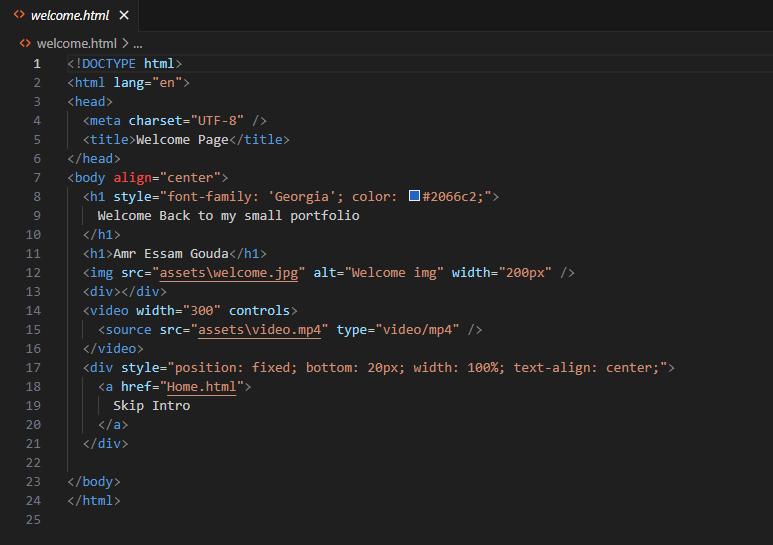 welcome.html
welcome.html > ...
1 <!DOCTYPE html>
2 <html lang="en">
3 <head>
4   <meta charset="UTF-8" />
5   <title>Welcome Page</title>
6 </head>
7 <body align="center">
8   <h1 style="font-family: 'Georgia'; color: #2066c2;">
9     Welcome Back to my small portfolio
10   </h1>
11   <h1>Amr Essam Gouda</h1>
12   <img src="assets\welcome.jpg" alt="Welcome img" width="200px" />
13   <div></div>
14   <video width="300" controls>
15     <source src="assets\video.mp4" type="video/mp4" />
16   </video>
17   <div style="position: fixed; bottom: 20px; width: 100%; text-align: center;">
18     <a href="Home.html">
19       Skip Intro
20     </a>
21   </div>
22
23 </body>
24 </html>
25